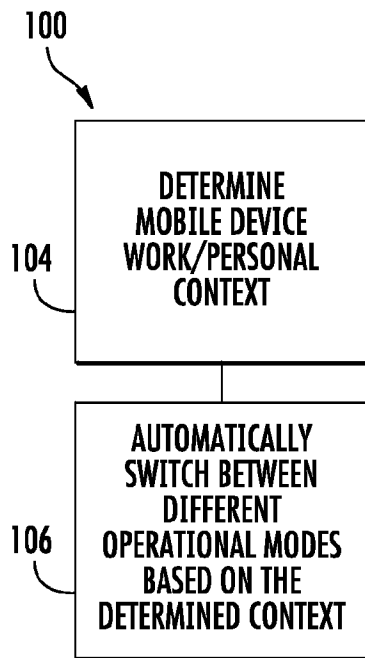 100
104
DETERMINE
MOBILE DEVICE
WORK/PERSONAL
CONTEXT
106
AUTOMATICALLY
SWITCH BETWEEN
DIFFERENT
OPERATIONAL MODES
BASED ON THE
DETERMINED CONTEXT